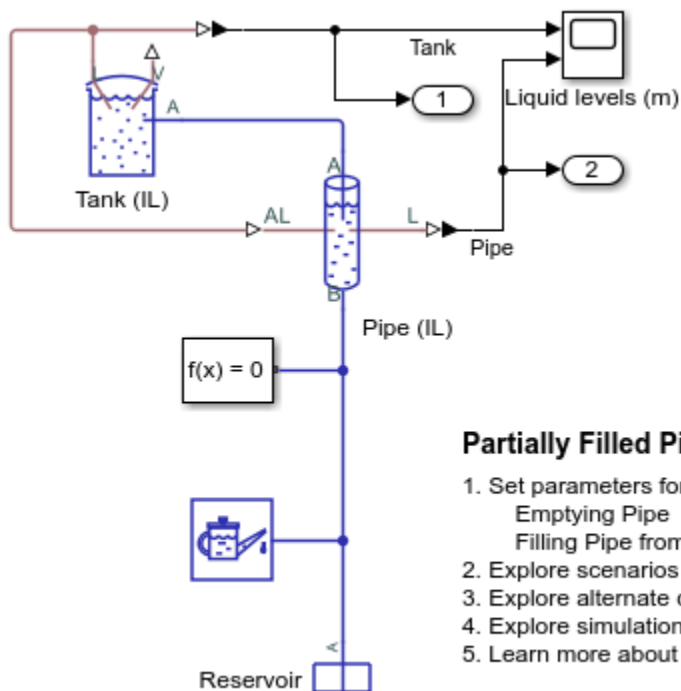 Tank
1
Liquid levels (m)
L
V
A
Tank (IL)
A
2
AL
L
Pipe
B
Pipe (IL)
f(x) = 0
Partially Filled Pi
1. Set parameters for
Emptying Pipe
Filling Pipe from
2. Explore scenarios
3. Explore alternate
4. Explore simulation
5. Learn more about
A
Reservoir